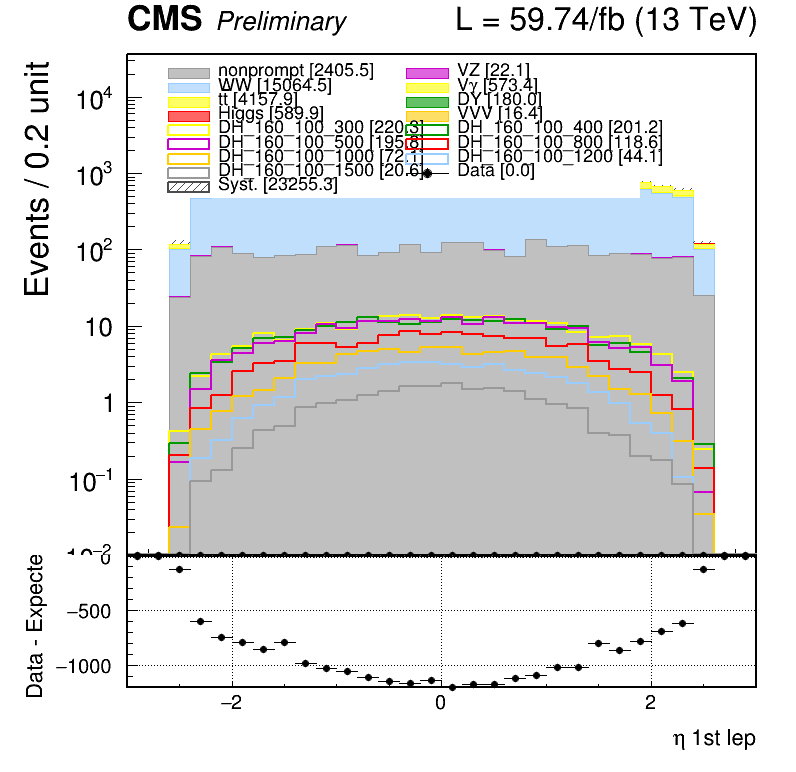 CMS Preliminary L = 59.74/fb (13 TeV)
Events / 0.2 unit
nonprompt [2405.5] VZ [22.1]
WW [15064.5] Vγ [573.4]
tt [4157.9] DY [180.0]
Higgs [589.9] VVV [16.4]
DH_160_100_300 [220.3] DH_160_100_400 [201.2]
DH_160_100_500 [195.8] DH_160_100_800 [118.6]
DH_160_100_1000 [72.1] DH_160_100_1200 [44.1]
DH_160_100_1500 [20.6] Data [0.0]
Syst. [23255.3]
10⁴
10³
10²
10
1
10⁻¹
10⁻²
Data - Expecte
0
−500
−1000
−2 0 2
η 1st lep